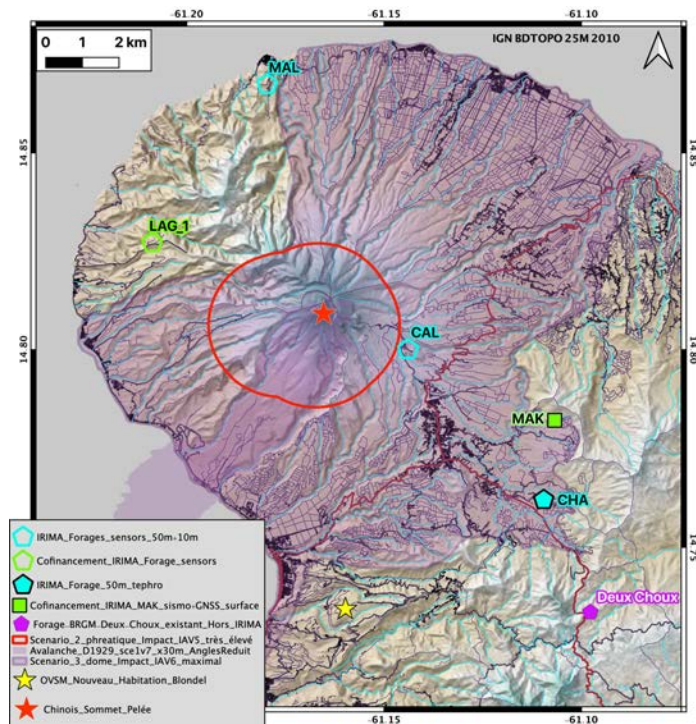 -61.20 -61.15 -61.10
0 1 2 km
IGN BDTOPO 25M 2010
MAL
14.85
14.85
LAG_1
14.80
14.80
CAL
MAK
CHA
14.75
Deux Choux
IRIMA_Forages_sensors_50m-10m
Cofinancement_IRIMA_Forage_sensors
IRIMA_Forage_50m_tephro
Cofinancement_IRIMA_MAK_sismo-GNSS_surface
Forage_BRGM_Deux_Choux_existant_Hors_IRIMA
Scenario_2_phreatique_Impact_IAV5_très_élevé
Avalanche_D1929_sce1v7_x30m_AnglesReduit
Scenario_3_dome_Impact_IAV6_maximal
OVSM_Nouveau_Habitation_Blondel
Chinois_Sommet_Pelée
-61.15 -61.10